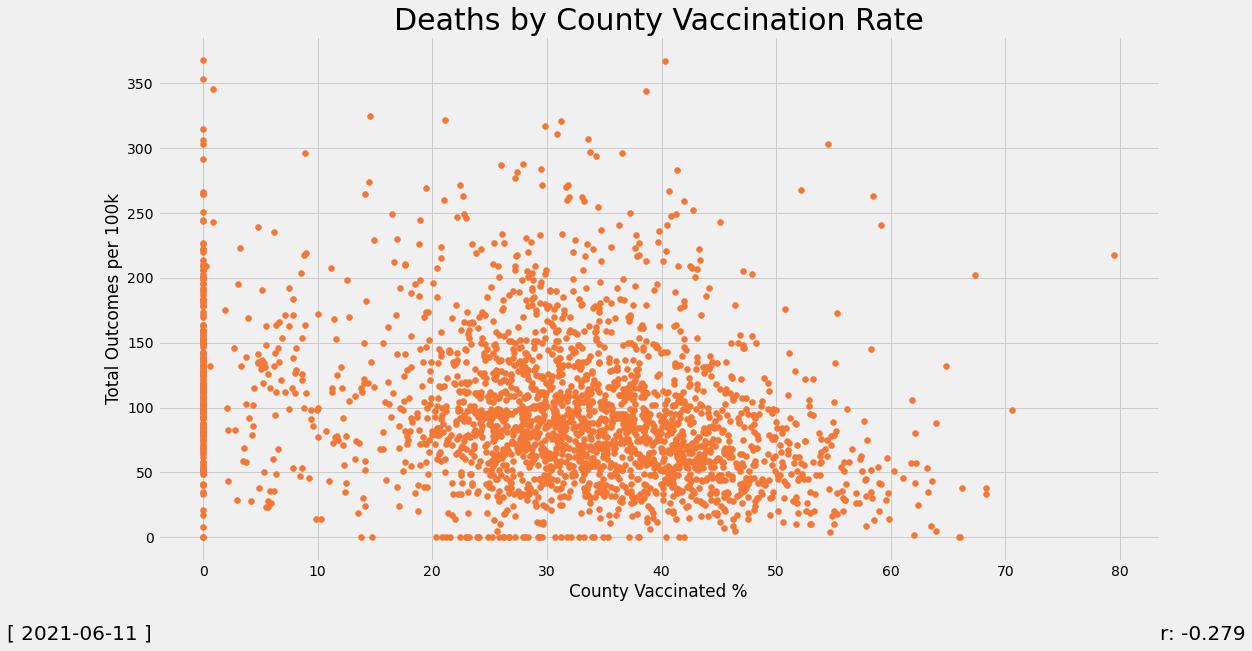 Deaths by County Vaccination Rate
Total Outcomes per 100k
350
300
250
200
150
100
50
0
0 10 20 30 40 50 60 70 80
County Vaccinated %
[ 2021-06-11 ]
r: -0.279